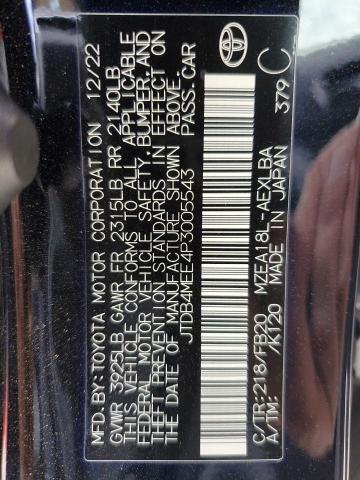 MFD.BY:TOYOTA MOTOR CORPORATION 12/22
GVWR 3925LB GAWR FR 2315LB RR 2140LB
THIS VEHICLE CONFORMS TO ALL APPLICABLE
FEDERAL MOTOR VEHICLE SAFETY,BUMPER,AND
THEFT PREVENTION STANDARDS IN EFFECT ON
DATE OF MANUFACTURE SHOWN ABOVE.
JTDB4MEE4P3005543 PASS.CAR
C/TR:218/FB20 MZEA18L-AEXLBA
A/TM: /K120 MADE IN JAPAN 379 C